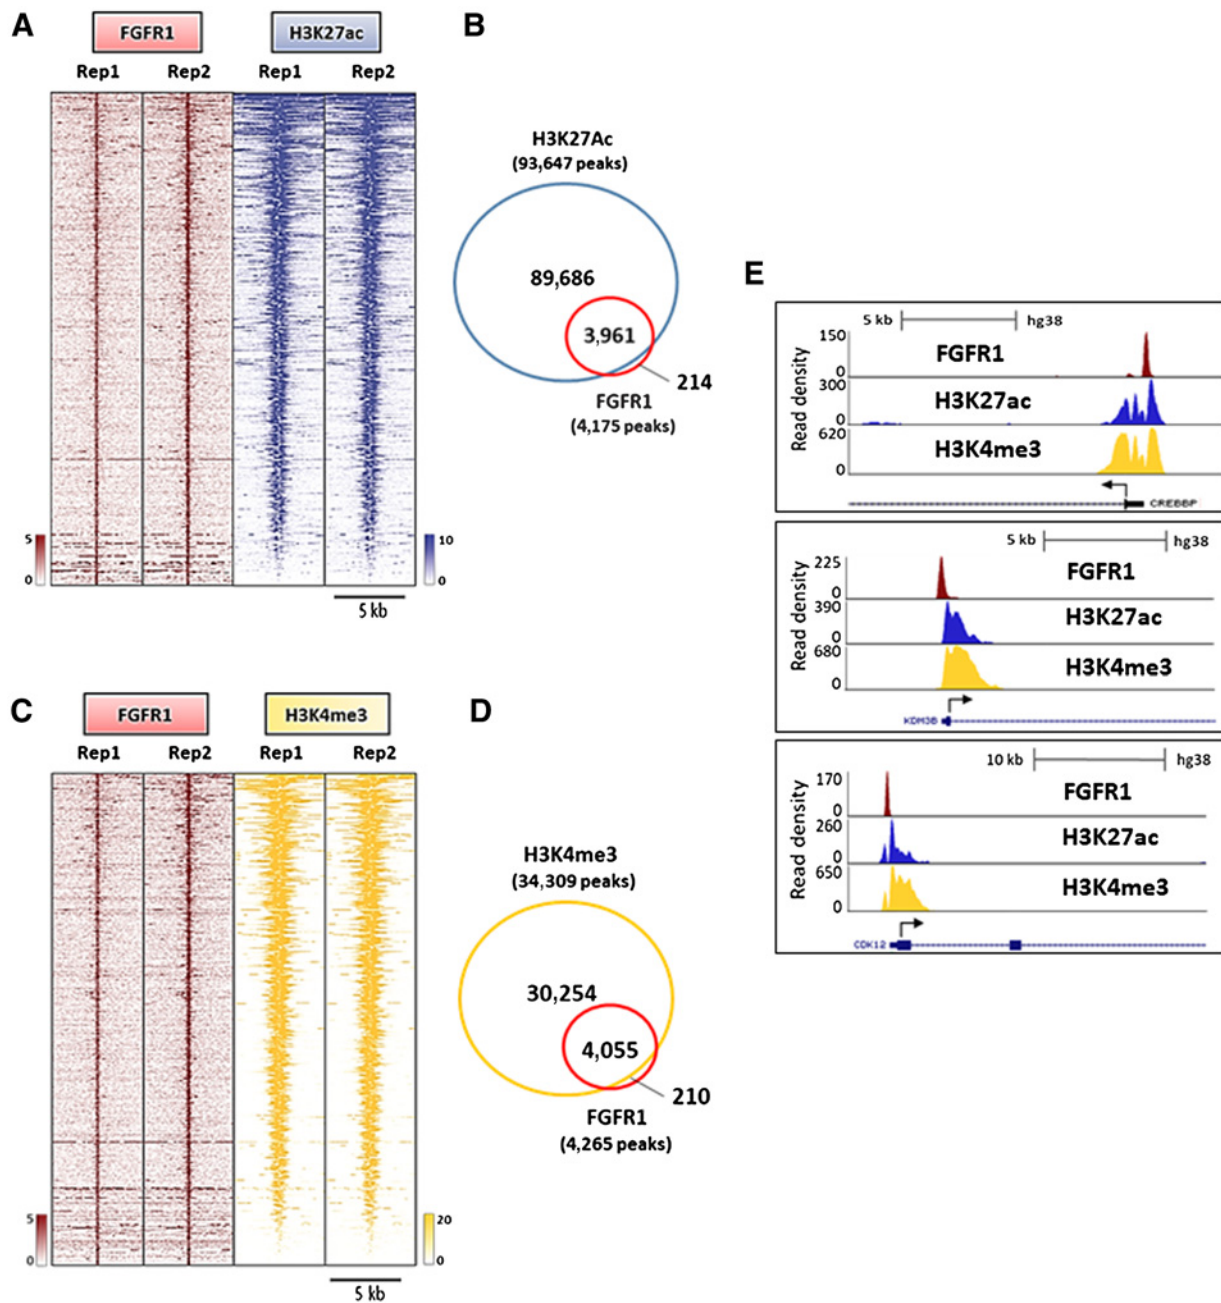 A
FGFR1
H3K27ac
Rep1 Rep2 Rep1 Rep2
5
0
10
0
5 kb
B
H3K27Ac
(93,647 peaks)
89,686
3,961
214
FGFR1
(4,175 peaks)
C
FGFR1
H3K4me3
Rep1 Rep2 Rep1 Rep2
5
0
20
0
5 kb
D
H3K4me3
(34,309 peaks)
30,254
4,055
210
FGFR1
(4,265 peaks)
E
5 kb hg38
Read density
150
0
FGFR1
300
0
H3K27ac
620
0
H3K4me3
CREBBP
5 kb hg38
Read density
225
0
FGFR1
390
0
H3K27ac
680
0
H3K4me3
KDM3B
10 kb hg38
Read density
170
0
FGFR1
260
0
H3K27ac
650
0
H3K4me3
CDK12